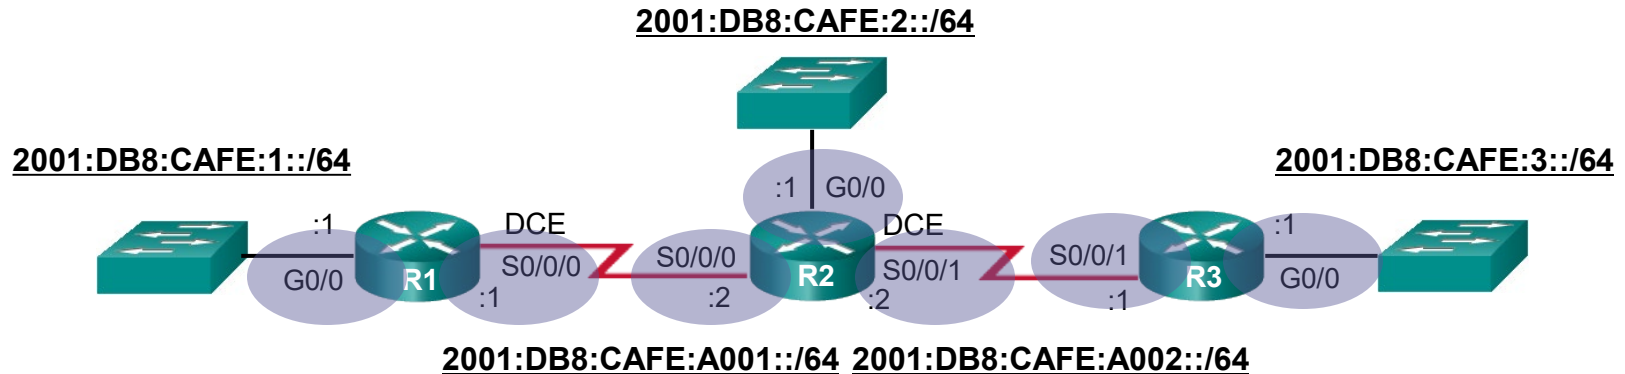 2001:DB8:CAFE:2::/64
2001:DB8:CAFE:1::/64
2001:DB8:CAFE:3::/64
:1 G0/0
:1
DCE
DCE
:1
G0/0
R1
S0/0/0
:1
S0/0/0
:2
R2
S0/0/1
:2
S0/0/1
:1
R3
G0/0
2001:DB8:CAFE:A001::/64 2001:DB8:CAFE:A002::/64